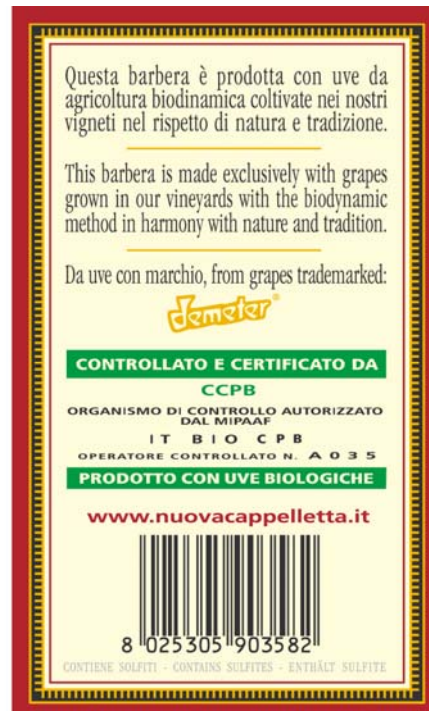 Questa barbera è prodotta con uve da
agricoltura biodinamica coltivate nei nostri
vigneti nel rispetto di natura e tradizione.
This barbera is made exclusively with grapes
grown in our vineyards with the biodynamic
method in harmony with nature and tradition.
Da uve con marchio, from grapes trademarked:
demeter®
CONTROLLATO E CERTIFICATO DA
CCPB
ORGANISMO DI CONTROLLO AUTORIZZATO
DAL MIPAAF
IT BIO CPB
OPERATORE CONTROLLATO N. A035
PRODOTTO CON UVE BIOLOGICHE
www.nuovacappelletta.it
8 025305 903582
CONTIENE SOLFITI - CONTAINS SULFITES - ENTHÄLT SULFITE